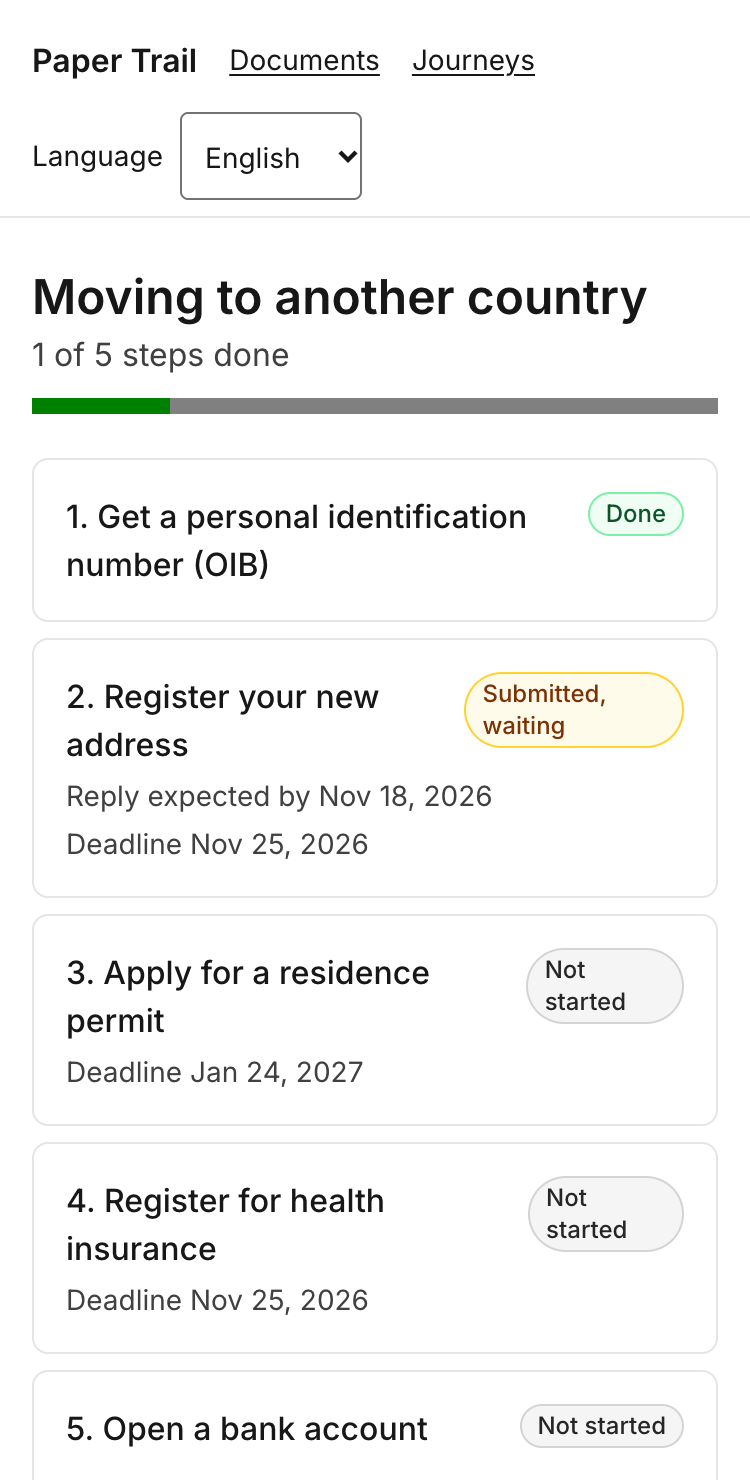 Paper Trail Documents Journeys
Language English
Moving to another country
1 of 5 steps done
1. Get a personal identification
number (OIB)
Done
2. Register your new
address
Submitted,
waiting
Reply expected by Nov 18, 2026
Deadline Nov 25, 2026
3. Apply for a residence
permit
Not
started
Deadline Jan 24, 2027
4. Register for health
insurance
Not
started
Deadline Nov 25, 2026
5. Open a bank account
Not started